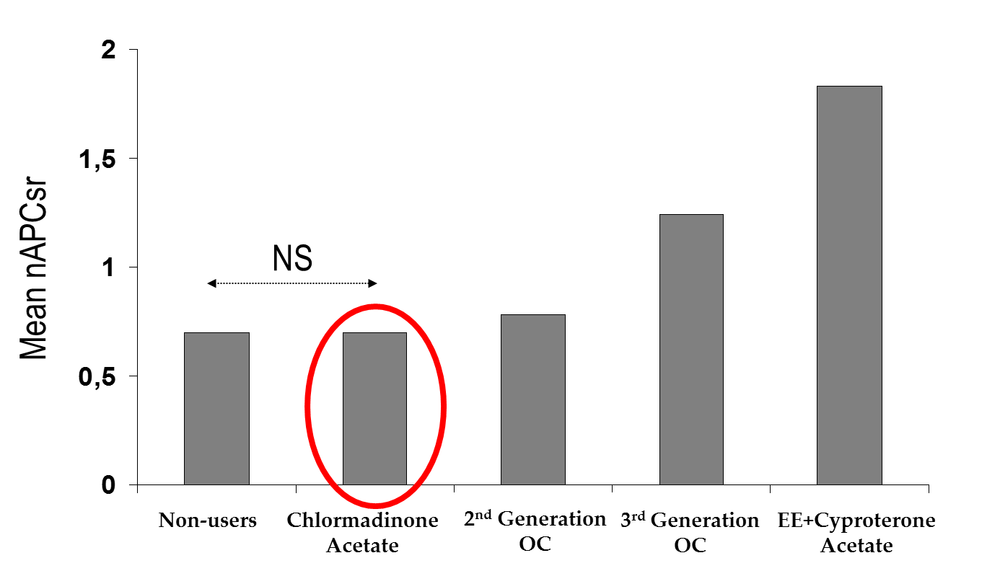 Mean nAPCsr
2
1,5
1
0,5
0
NS
Non-users
Chlormadinone
Acetate
2nd Generation
OC
3rd Generation
OC
EE+Cyproterone
Acetate